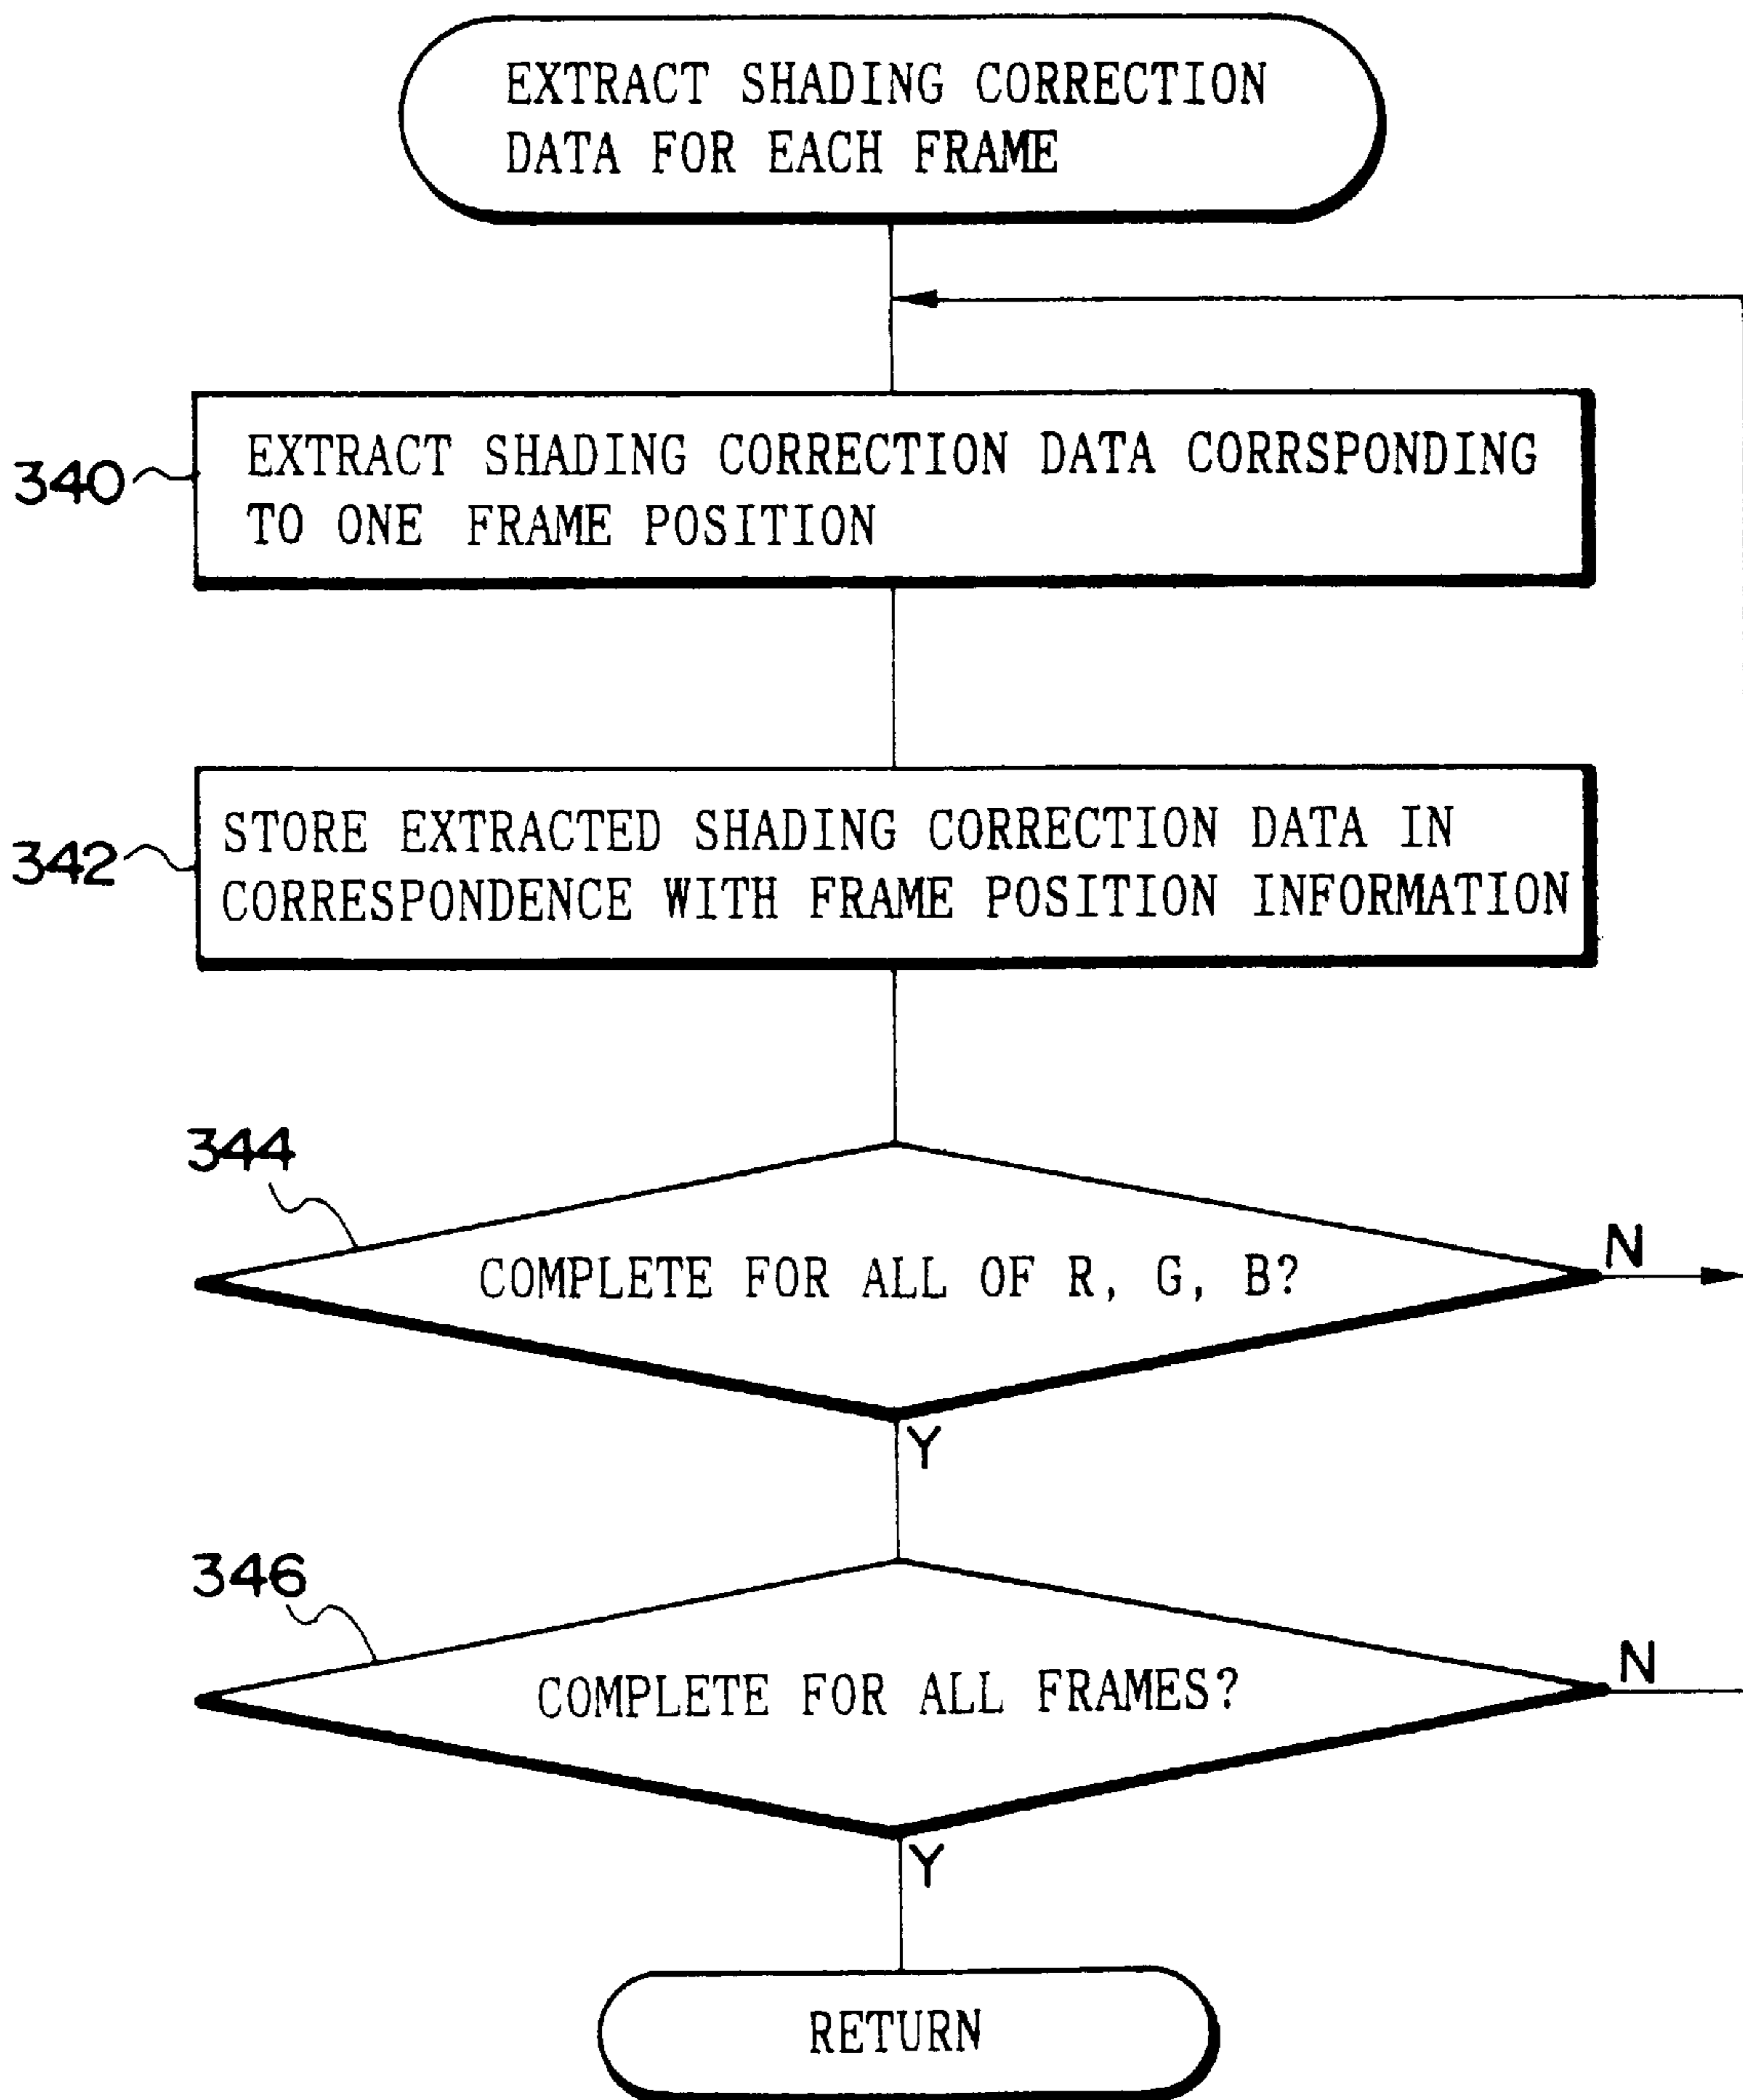 EXTRACT SHADING CORRECTION
DATA FOR EACH FRAME
340
EXTRACT SHADING CORRECTION DATA CORRSPONDING
TO ONE FRAME POSITION
342
STORE EXTRACTED SHADING CORRECTION DATA IN
CORRESPONDENCE WITH FRAME POSITION INFORMATION
344
COMPLETE FOR ALL OF R, G, B?
N
Y
346
COMPLETE FOR ALL FRAMES?
N
Y
RETURN